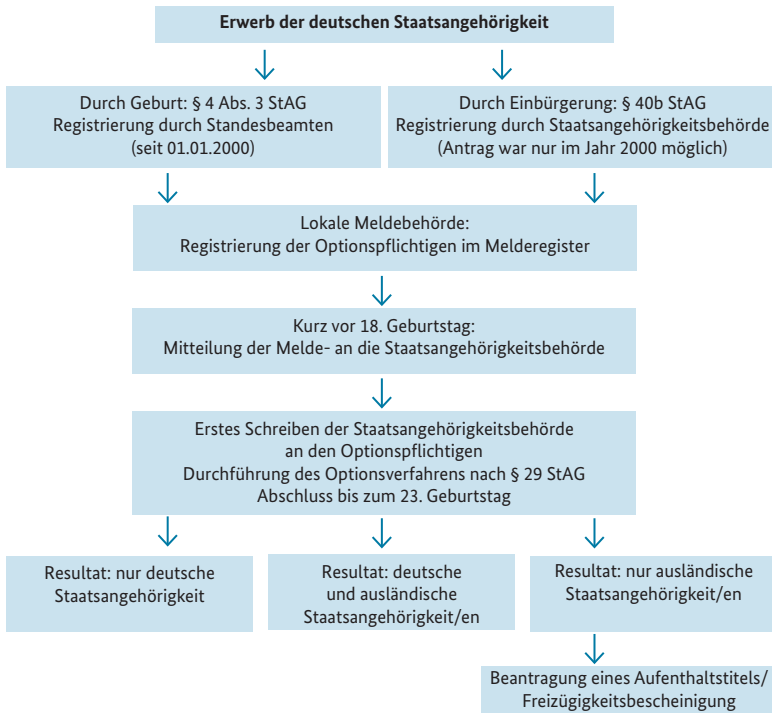 Erwerb der deutschen Staatsangehörigkeit
Durch Geburt: § 4 Abs. 3 StAG
Registrierung durch Standesbeamten
(seit 01.01.2000)
Durch Einbürgerung: § 40b StAG
Registrierung durch Staatsangehörigkeitsbehörde
(Antrag war nur im Jahr 2000 möglich)
Lokale Meldebehörde:
Registrierung der Optionspflichtigen im Melderegister
Kurz vor 18. Geburtstag:
Mitteilung der Melde- an die Staatsangehörigkeitsbehörde
Erstes Schreiben der Staatsangehörigkeitsbehörde
an den Optionspflichtigen
Durchführung des Optionsverfahrens nach § 29 StAG
Abschluss bis zum 23. Geburtstag
Resultat: nur deutsche
Staatsangehörigkeit
Resultat: deutsche
und ausländische
Staatsangehörigkeit/en
Resultat: nur ausländische
Staatsangehörigkeit/en
Beantragung eines Aufenthaltstitels/
Freizügigkeitsbescheinigung